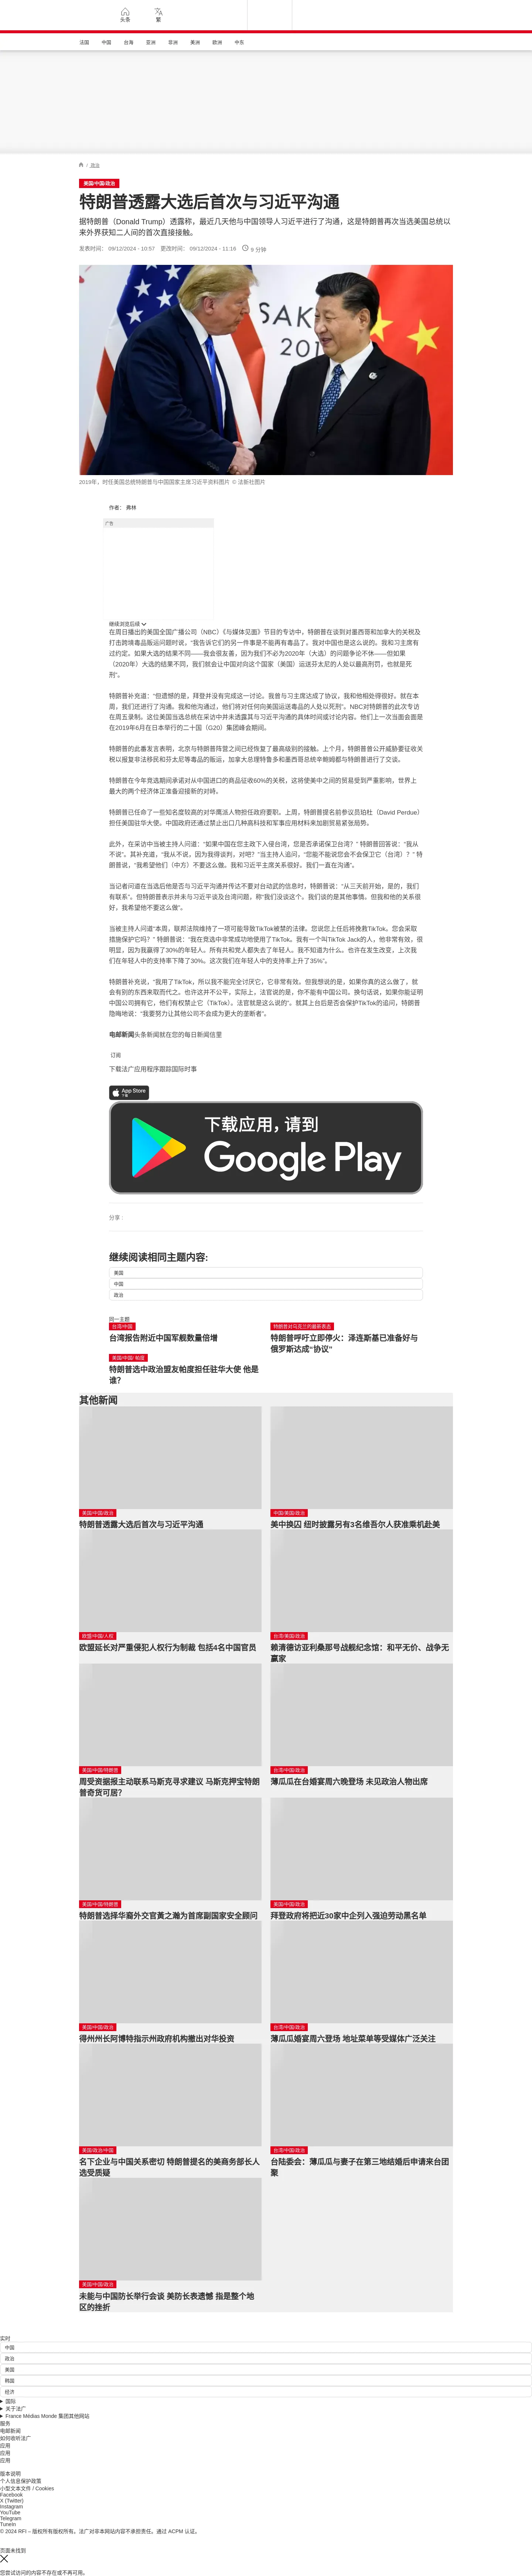 头条
繁
法国
中国
台海
亚洲
非洲
美洲
欧洲
中东
/ 政治
美国/中国/政治
特朗普透露大选后首次与习近平沟通
据特朗普（Donald Trump）透露称，最近几天他与中国领导人习近平进行了沟通，这是特朗普再次当选美国总统以
来外界获知二人间的首次直接接触。
发表时间： 09/12/2024 - 10:57 更改时间： 09/12/2024 - 11:16 8 分钟
2019年，时任美国总统特朗普与中国国家主席习近平资料图片 © 法新社图片
作者： 弗林
广告
继续浏览后续
在周日播出的美国全广播公司（NBC）《与媒体见面》节目的专访中，特朗普在谈到对墨西哥和加拿大的关税及
打击跨境毒品贩运问题时说，“我告诉它们的另一件事是不能再有毒品了。我对中国也是这么说的。我和习主席有
过约定。如果大选的结果不同——我会很友善，因为我们不必为2020年（大选）的问题争论不休——但如果
（2020年）大选的结果不同，我们就会让中国对向这个国家（美国）运送芬太尼的人处以最高刑罚，也就是死
刑”。
特朗普补充道：“但遗憾的是，拜登并没有完成这一讨论。我曾与习主席达成了协议，我和他相处得很好。就在本
周，我们还进行了沟通。我和他沟通过，他们将对任何向美国运送毒品的人处以死刑”。NBC对特朗普的此次专访
在周五录制。这位美国当选总统在采访中并未透露其与习近平沟通的具体时间或讨论内容。他们上一次当面会面是
在2019年6月在日本举行的二十国（G20）集团峰会期间。
特朗普的此番发言表明，北京与特朗普阵营之间已经恢复了最高级别的接触。上个月，特朗普曾公开威胁要征收关
税以报复非法移民和芬太尼等毒品的贩运，加拿大总理特鲁多和墨西哥总统辛朝姆都与特朗普进行了交谈。
特朗普在今年竞选期间承诺对从中国进口的商品征收60%的关税，这将使美中之间的贸易受到严重影响，世界上
最大的两个经济体正准备迎接新的对峙。
特朗普已任命了一些知名度较高的对华鹰派人物担任政府要职。上周，特朗普提名前参议员珀杜（David Perdue）
担任美国驻华大使。中国政府还通过禁止出口几种高科技和军事应用材料来加剧贸易紧张局势。
此外，在采访中当被主持人问道：“如果中国在您主政下入侵台湾，您是否承诺保卫台湾？” 特朗普回答说：“我从
不说”。其补充道，“我从不说，因为我得谈判，对吧？”当主持人追问，“您能不能说您会不会保卫它（台湾）？” 特
朗普说，“我希望他们（中方）不要这么做。我和习近平主席关系很好。我们一直在沟通”。
当记者问道在当选后他是否与习近平沟通并传达不要对台动武的信息时，特朗普说：“从三天前开始，是的，我们
有联系”。但特朗普表示并未与习近平谈及台湾问题，称“我们没谈这个。我们谈的是其他事情。但我和他的关系很
好，我希望他不要这么做”。
当被主持人问道“本周，联邦法院维持了一项可能导致TikTok被禁的法律。您说您上任后将挽救TikTok。您会采取
措施保护它吗？” 特朗普说：“我在竞选中非常成功地使用了TikTok。我有一个叫TikTok Jack的人，他非常有效，很
明显，因为我赢得了30%的年轻人。所有共和党人都失去了年轻人。我不知道为什么。也许在发生改变，上次我
们在年轻人中的支持率下降了30%。这次我们在年轻人中的支持率上升了35%”。
特朗普补充说，“我用了TikTok，所以我不能完全讨厌它，它非常有效。但我想说的是，如果你真的这么做了，就
会有别的东西来取而代之。也许这并不公平，实际上，法官说的是，你不能有中国公司。换句话说，如果你能证明
中国公司拥有它，他们有权禁止它（TikTok）。法官就是这么说的”。就其上台后是否会保护TikTok的追问，特朗普
隐晦地说：“我要努力让其他公司不会成为更大的垄断者”。
电邮新闻头条新闻就在您的每日新闻信里
订阅
下载法广应用程序跟踪国际时事
App Store
下载
下载应用，请到
Google Play
分享 :
继续阅读相同主题内容:
美国
中国
政治
同一主题
台湾/中国
台湾报告附近中国军舰数量倍增
特朗普对乌克兰的最新表态
特朗普呼吁立即停火：泽连斯基已准备好与
俄罗斯达成“协议”
美国/中国/ 帕度
特朗普选中政治盟友帕度担任驻华大使 他是
谁？
其他新闻
美国/中国/政治
特朗普透露大选后首次与习近平沟通
中国/美国/政治
美中换囚 纽时披露另有3名维吾尔人获准乘机赴美
欧盟/中国/人权
欧盟延长对严重侵犯人权行为制裁 包括4名中国官员
台湾/美国/政治
赖清德访亚利桑那号战舰纪念馆：和平无价、战争无
赢家
美国/中国/特朗普
周受资据报主动联系马斯克寻求建议 马斯克押宝特朗
普奇货可居?
台湾/中国/政治
薄瓜瓜在台婚宴周六晚登场 未见政治人物出席
美国/中国/特朗普
特朗普选择华裔外交官黃之瀚为首席副国家安全顾问
美国/中国/政治
拜登政府将把近30家中企列入强迫劳动黑名单
美国/中国/政治
得州州长阿博特指示州政府机构撤出对华投资
台湾/中国/政治
薄瓜瓜婚宴周六登场 地址菜单等受媒体广泛关注
美国/政治/中国
名下企业与中国关系密切 特朗普提名的美商务部长人
选受质疑
台湾/中国/政治
台陆委会：薄瓜瓜与妻子在第三地结婚后申请来台团
聚
美国/中国/政治
未能与中国防长举行会谈 美防长表遗憾 指是整个地
区的挫折
实时
中国
政治
美国
韩国
经济
国际
关于法广
France Médias Monde 集团其他网站
服务
电邮新闻
如何收听法广
应用
应用
应用
版本说明
个人信息保护政策
小型文本文件 / Cookies
Facebook
X (Twitter)
Instagram
YouTube
Telegram
TuneIn
© 2024 RFI – 版权所有版权所有。法广对非本网站内容不承担责任。通过 ACPM 认证。
页面未找到
您尝试访问的内容不存在或不再可用。